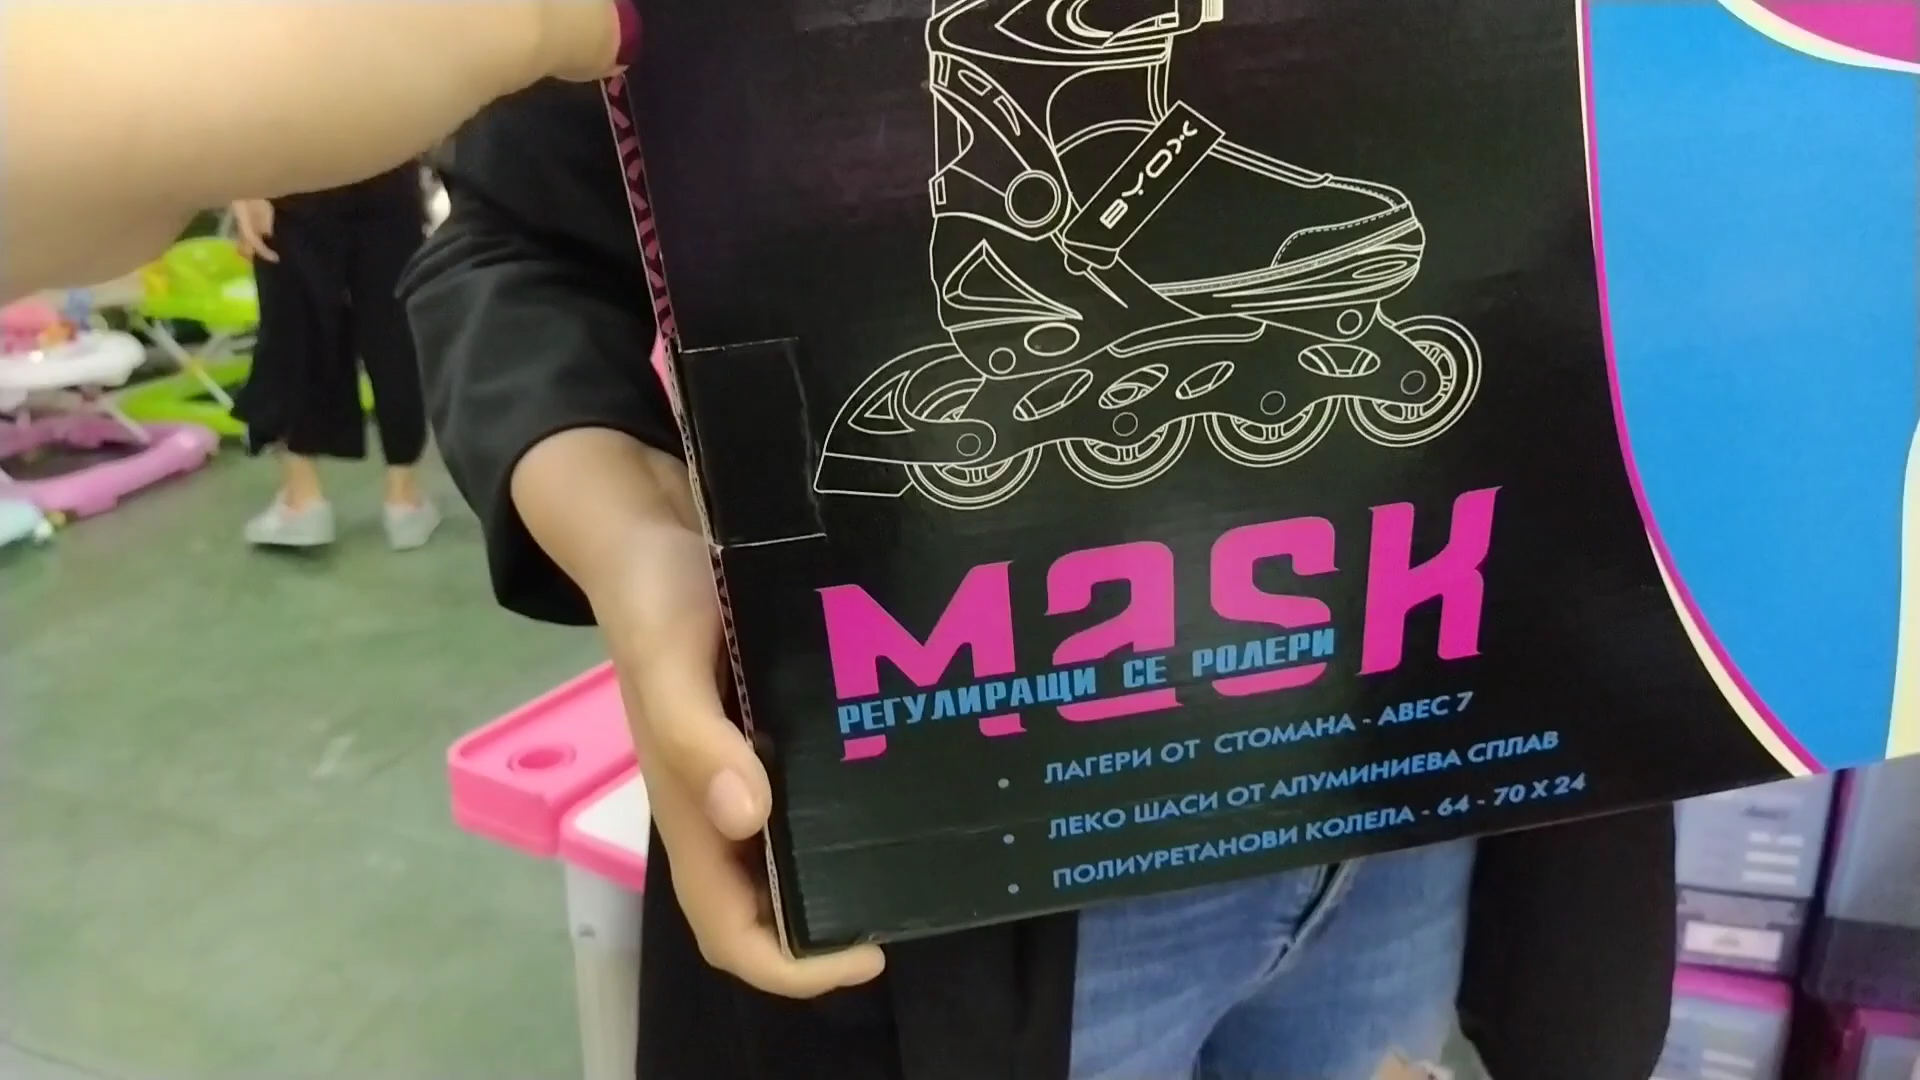 BYOX
Mask
РЕГУЛИРАЩИ СЕ РОЛЕРИ
• ЛАГЕРИ ОТ СТОМАНА - ABEC 7
• ЛЕКО ШАСИ ОТ АЛУМИНИЕВА СПЛАВ
• ПОЛИУРЕТАНОВИ КОЛЕЛА - 64 - 70 X 24